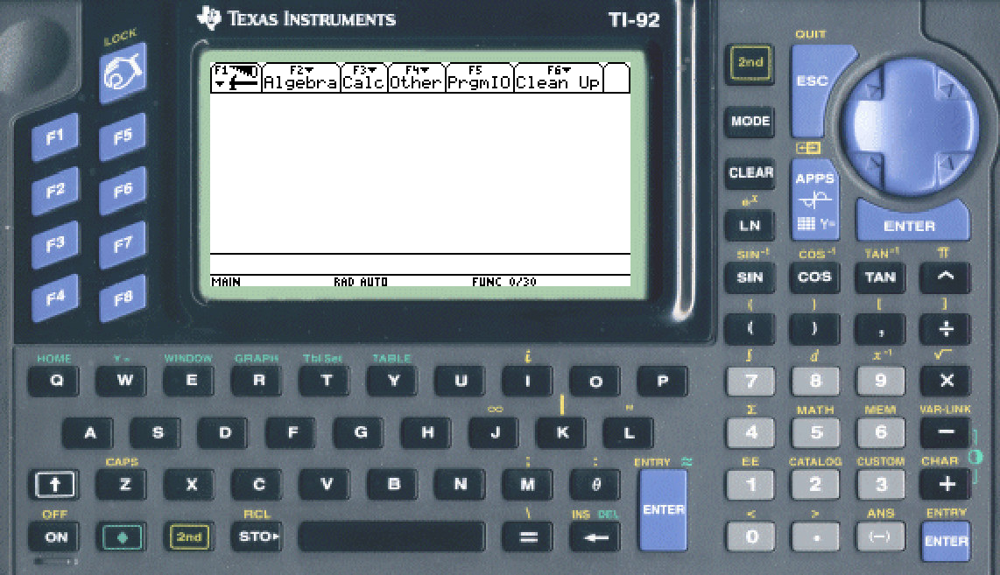 TEXAS INSTRUMENTS
TI-92
F1 F2 F3 F4 F5 F6
Algebra Calc Other PrgmIO Clean Up
MAIN RAD AUTO FUNC 0/30
LOCK
F1 F5
F2 F6
F3 F7
F4 F8
QUIT
2nd ESC
MODE
CLEAR APPS
eˣ
LN Y= ENTER
SIN⁻¹ COS⁻¹ TAN⁻¹ π
SIN COS TAN ^
( ) [ ]
( ) , ÷
∫ d x⁻¹ √
7 8 9 ×
Σ MATH MEM VAR-LINK
4 5 6 −
EE CATALOG CUSTOM CHAR
1 2 3 +
< > ANS ENTRY
0 . (−) ENTER
HOME Y= WINDOW GRAPH TblSet TABLE i
Q W E R T Y U I O P
∞ | "
A S D F G H J K L
CAPS ; : ENTRY ≈
↑ Z X C V B N M θ ENTER
OFF RCL \ INS DEL
ON ◆ 2nd STO▸ = ←